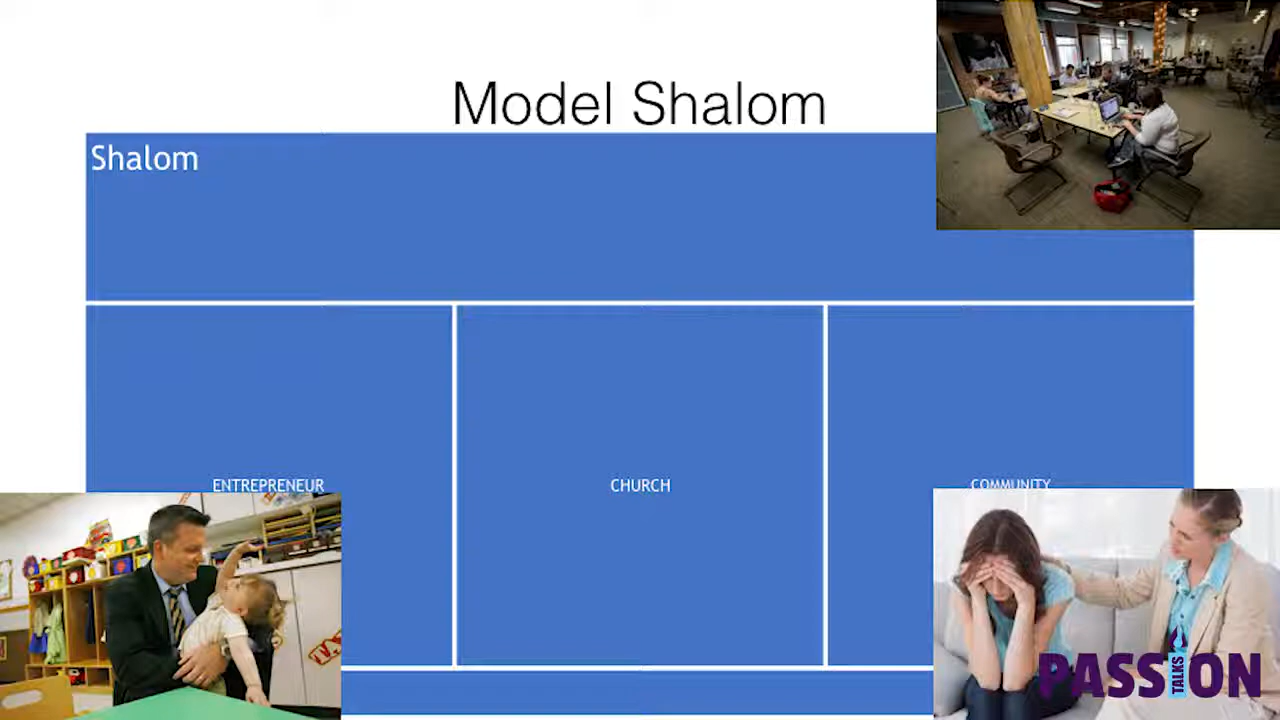 Model Shalom
Shalom
ENTREPRENEUR
CHURCH
COMMUNITY
PASSION
TALKS